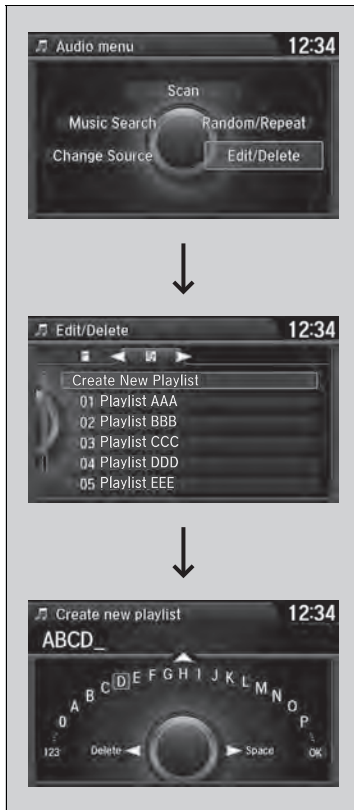 Audio menu 12:34
Scan
Music Search Random/Repeat
Change Source Edit/Delete
Edit/Delete 12:34
Create New Playlist
01 Playlist AAA
02 Playlist BBB
03 Playlist CCC
04 Playlist DDD
05 Playlist EEE
Create new playlist 12:34
ABCD_
123 0 A B C D E F G H I J K L M N O P OK
Delete Space